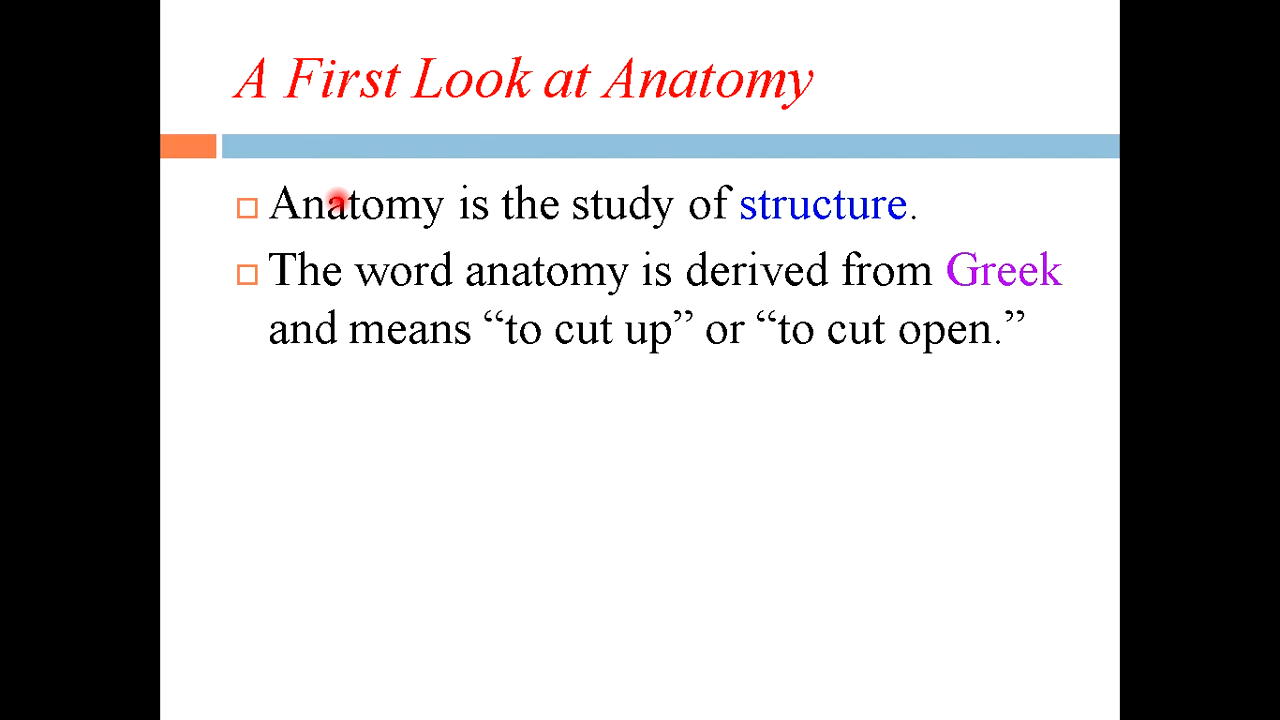 A First Look at Anatomy
Anatomy is the study of structure.
The word anatomy is derived from Greek
and means “to cut up” or “to cut open.”